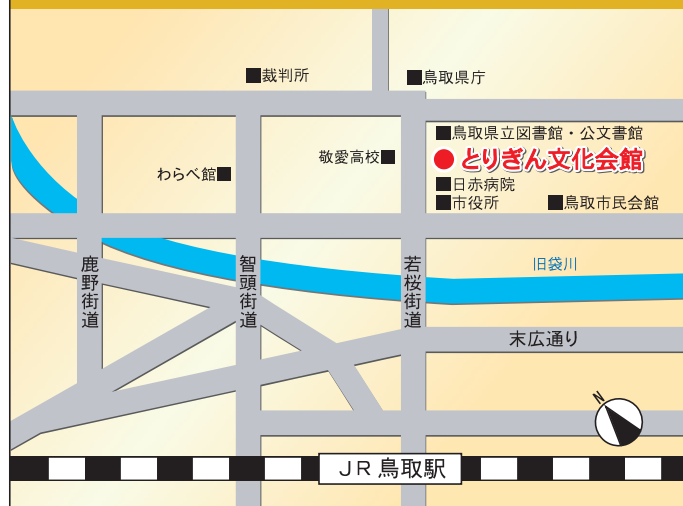 裁判所
鳥取県庁
鳥取県立図書館・公文書館
敬愛高校
とりぎん文化会館
わらべ館
日赤病院
市役所
鳥取市民会館
鹿野街道
智頭街道
若桜街道
旧袋川
末広通り
N
JR鳥取駅